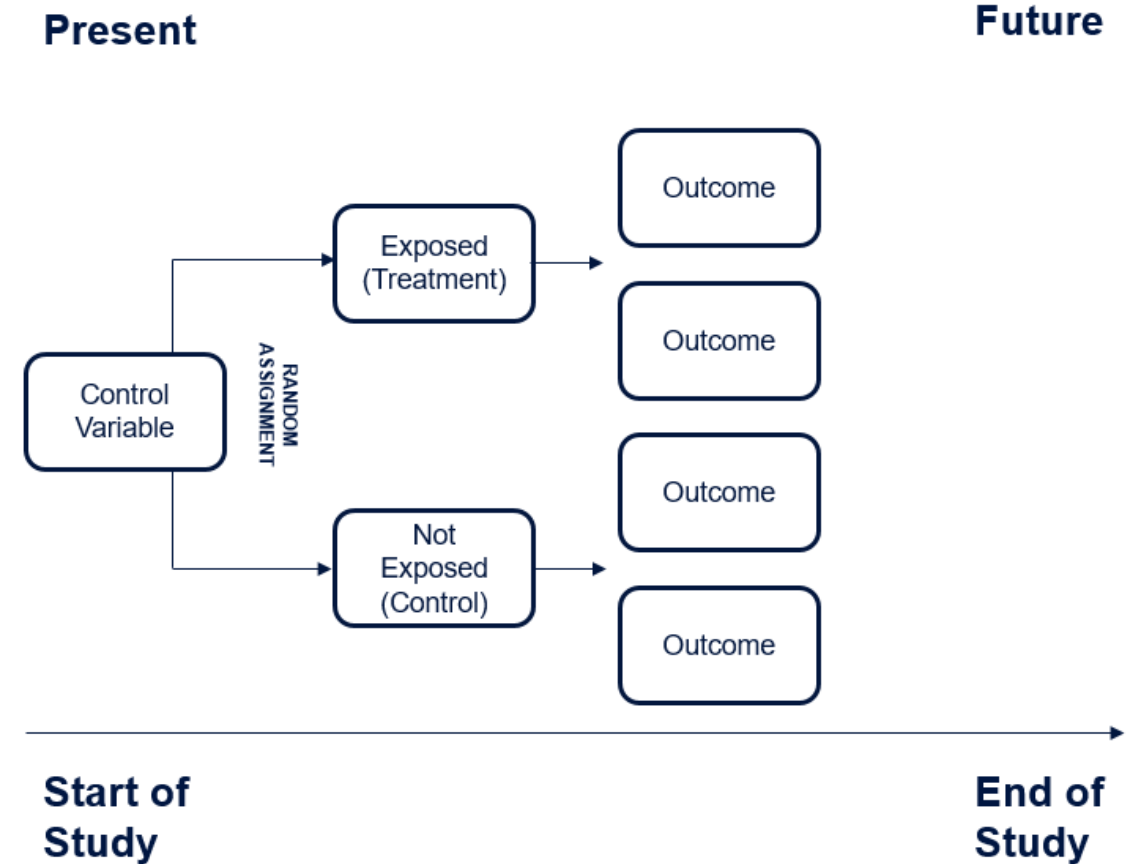 Present
Future
Outcome
Exposed
(Treatment)
Outcome
RANDOM
ASSIGNMENT
Control
Variable
Outcome
Not
Exposed
(Control)
Outcome
Start of
Study
End of
Study